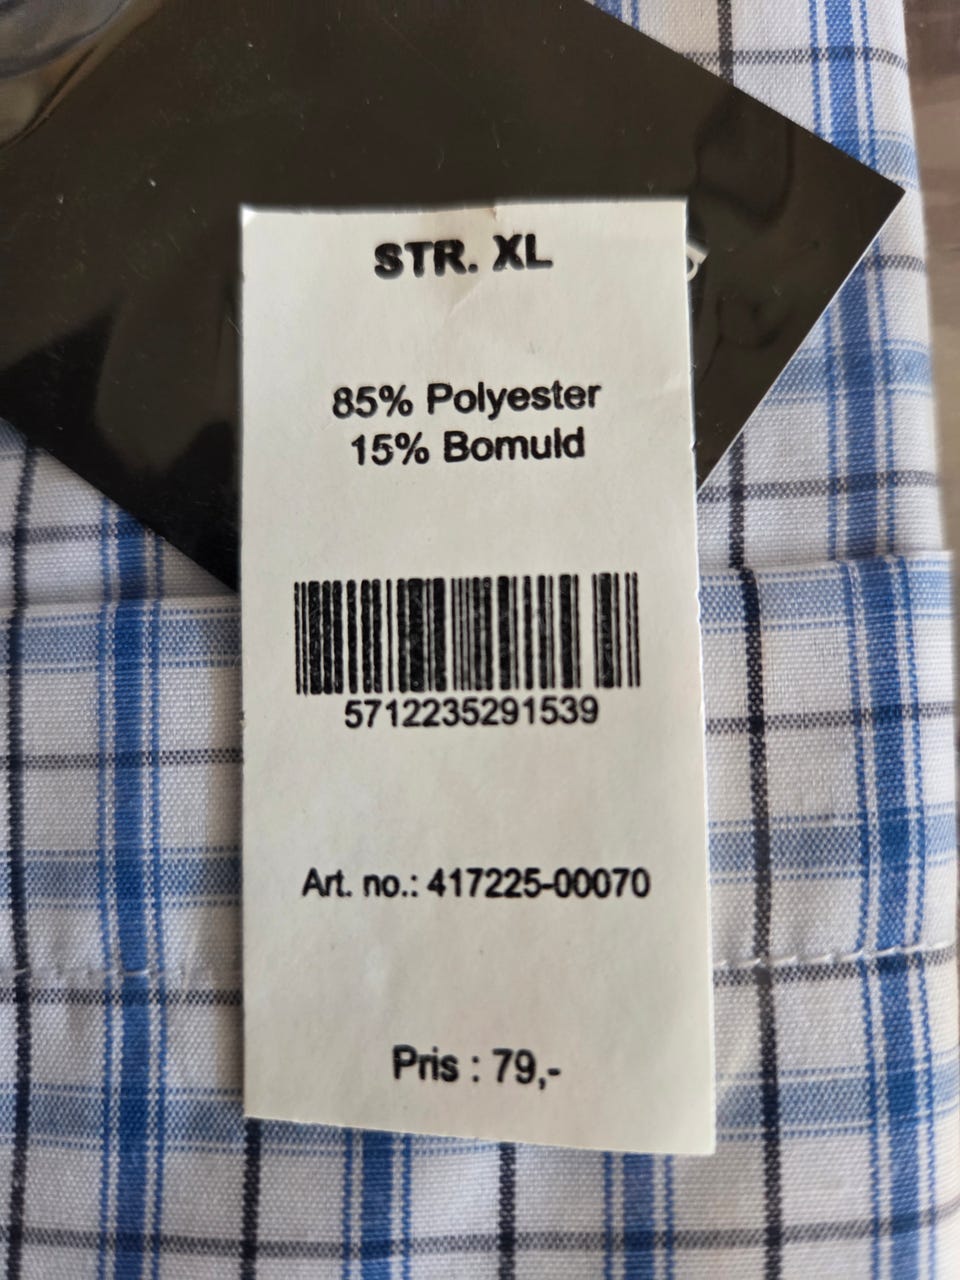 STR. XL
85% Polyester
15% Bomuld
5712235291539
Art. no.: 417225-00070
Pris : 79,-